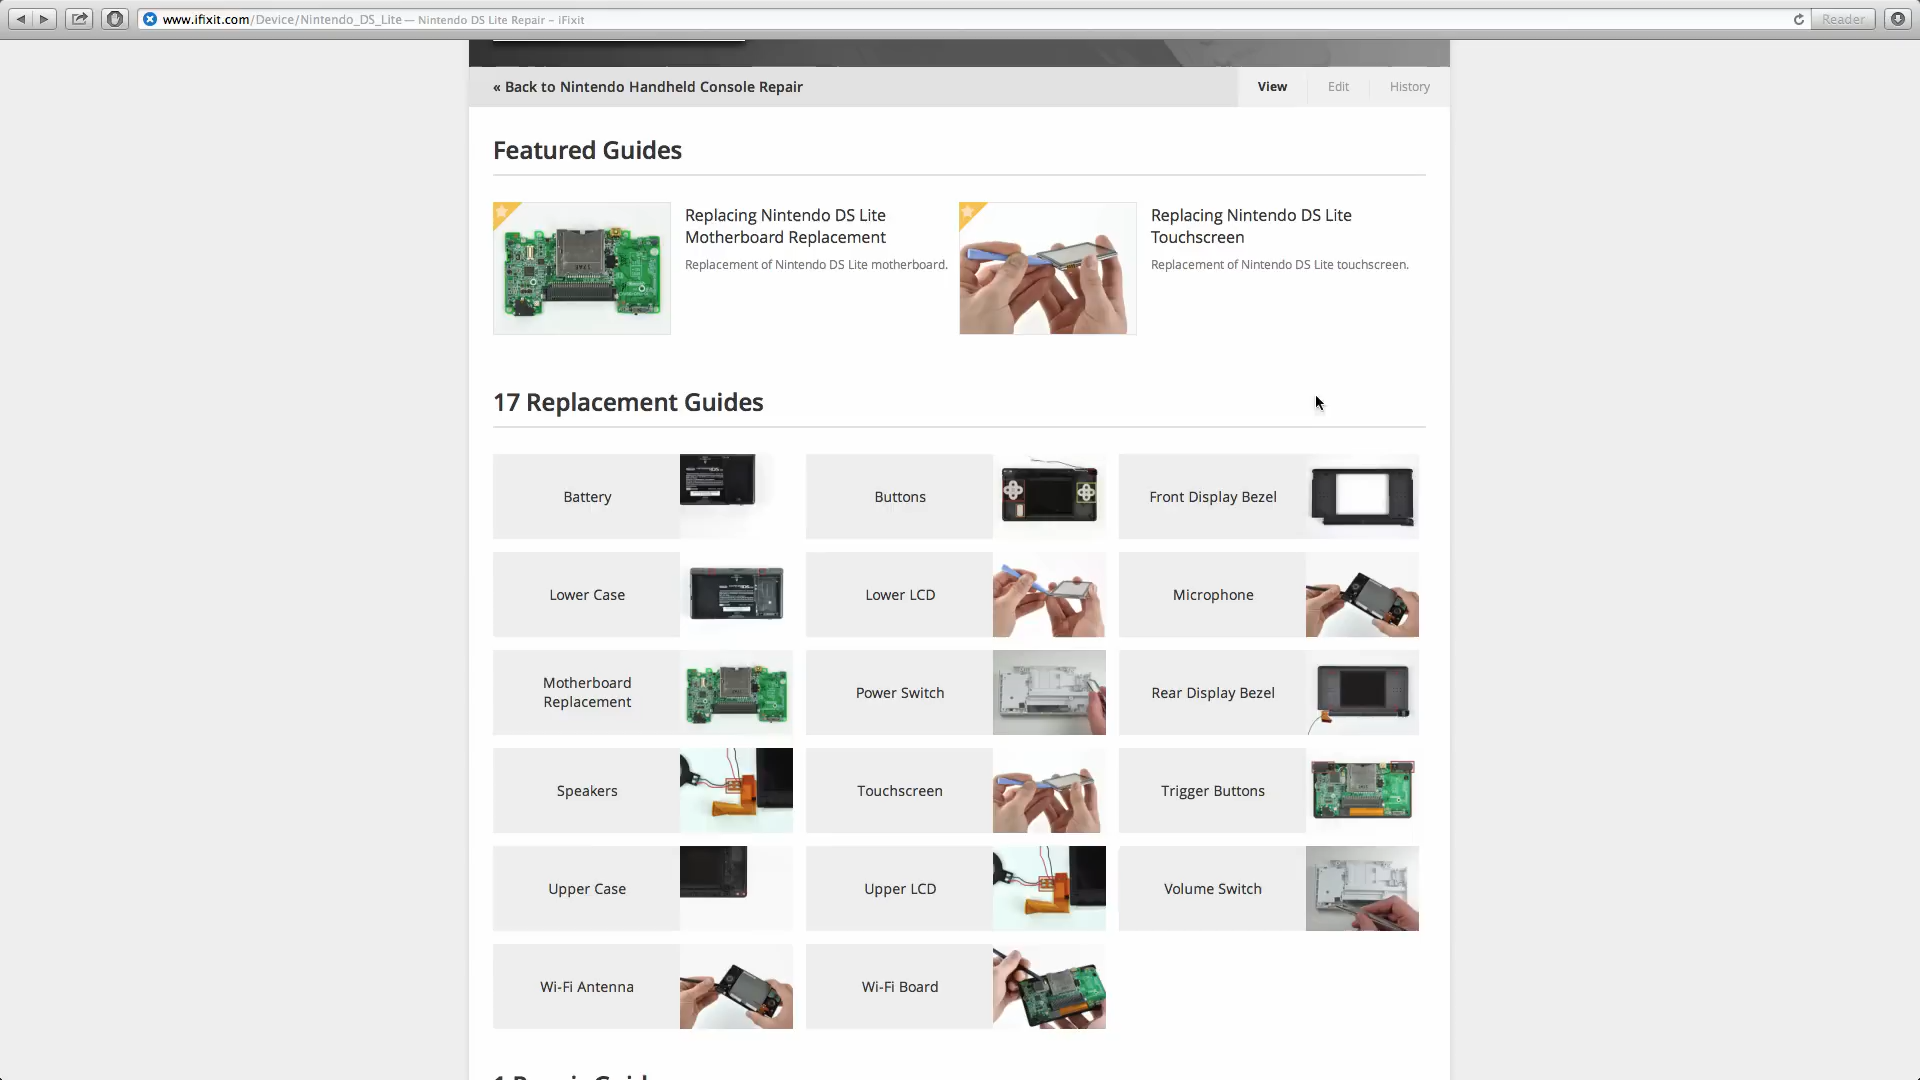 www.ifixit.com/Device/Nintendo_DS_Lite — Nintendo DS Lite Repair – iFixit
Reader
« Back to Nintendo Handheld Console Repair
View
Edit
History
Featured Guides
Replacing Nintendo DS Lite
Motherboard Replacement
Replacement of Nintendo DS Lite motherboard.
Replacing Nintendo DS Lite
Touchscreen
Replacement of Nintendo DS Lite touchscreen.
17 Replacement Guides
Battery
Buttons
Front Display Bezel
Lower Case
Lower LCD
Microphone
Motherboard
Replacement
Power Switch
Rear Display Bezel
Speakers
Touchscreen
Trigger Buttons
Upper Case
Upper LCD
Volume Switch
Wi-Fi Antenna
Wi-Fi Board